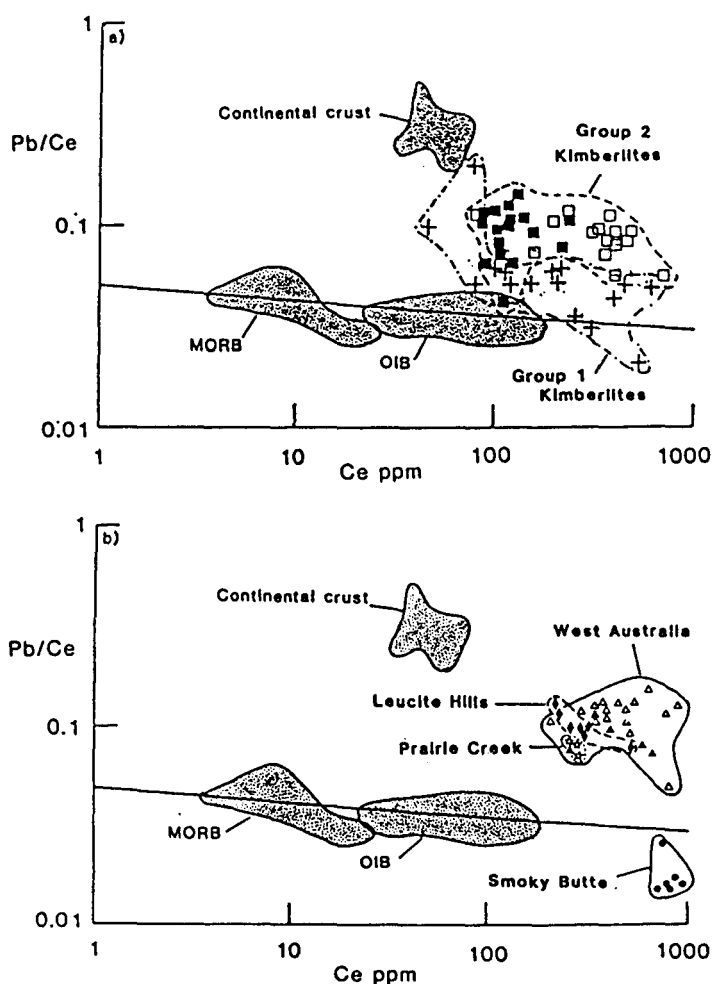 1
a)
Continental crust
Group 2
Kimberlites
Pb/Ce
0.1
MORB
OIB
Group 1
Kimberlites
0.01
1
10
100
1000
Ce ppm
1
b)
Continental crust
West Australia
Pb/Ce
Leucite Hills
0.1
Prairie Creek
MORB
OIB
Smoky Butte
0.01
1
10
100
1000
Ce ppm